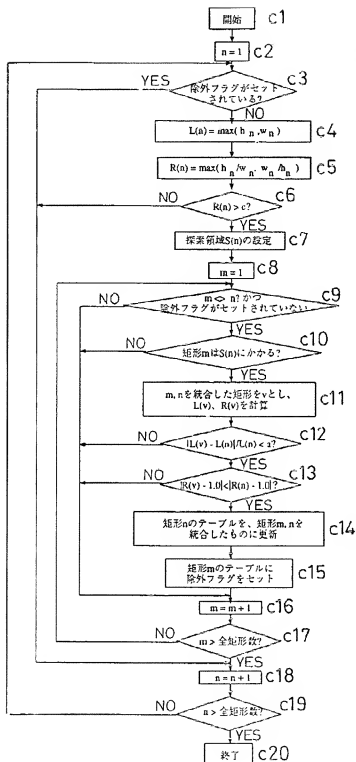 開始 c1
n = 1 c2
c3
YES
除外フラグがセット
されている?
NO
L(n) = max( h_n, w_n ) c4
R(n) = max( h_n/w_n, w_n/h_n ) c5
c6
NO
R(n) > c?
YES
探索領域S(n)の設定 c7
m = 1 c8
c9
NO
m <> n? かつ
除外フラグがセットされていない
YES
c10
NO
矩形mはS(n)にかかる?
YES
m, nを統合した矩形をvとし、
L(v)、R(v)を計算 c11
c12
NO
|L(v) - L(n)|/L(n) < a?
YES
c13
NO
|R(v) - 1.0|<|R(n) - 1.0|?
YES
矩形nのテーブルを、矩形m, nを
統合したものに更新 c14
矩形mのテーブルに
除外フラグをセット c15
m = m + 1 c16
NO
m > 全矩形数? c17
YES
n = n + 1 c18
NO
n > 全矩形数? c19
YES
終了 c20